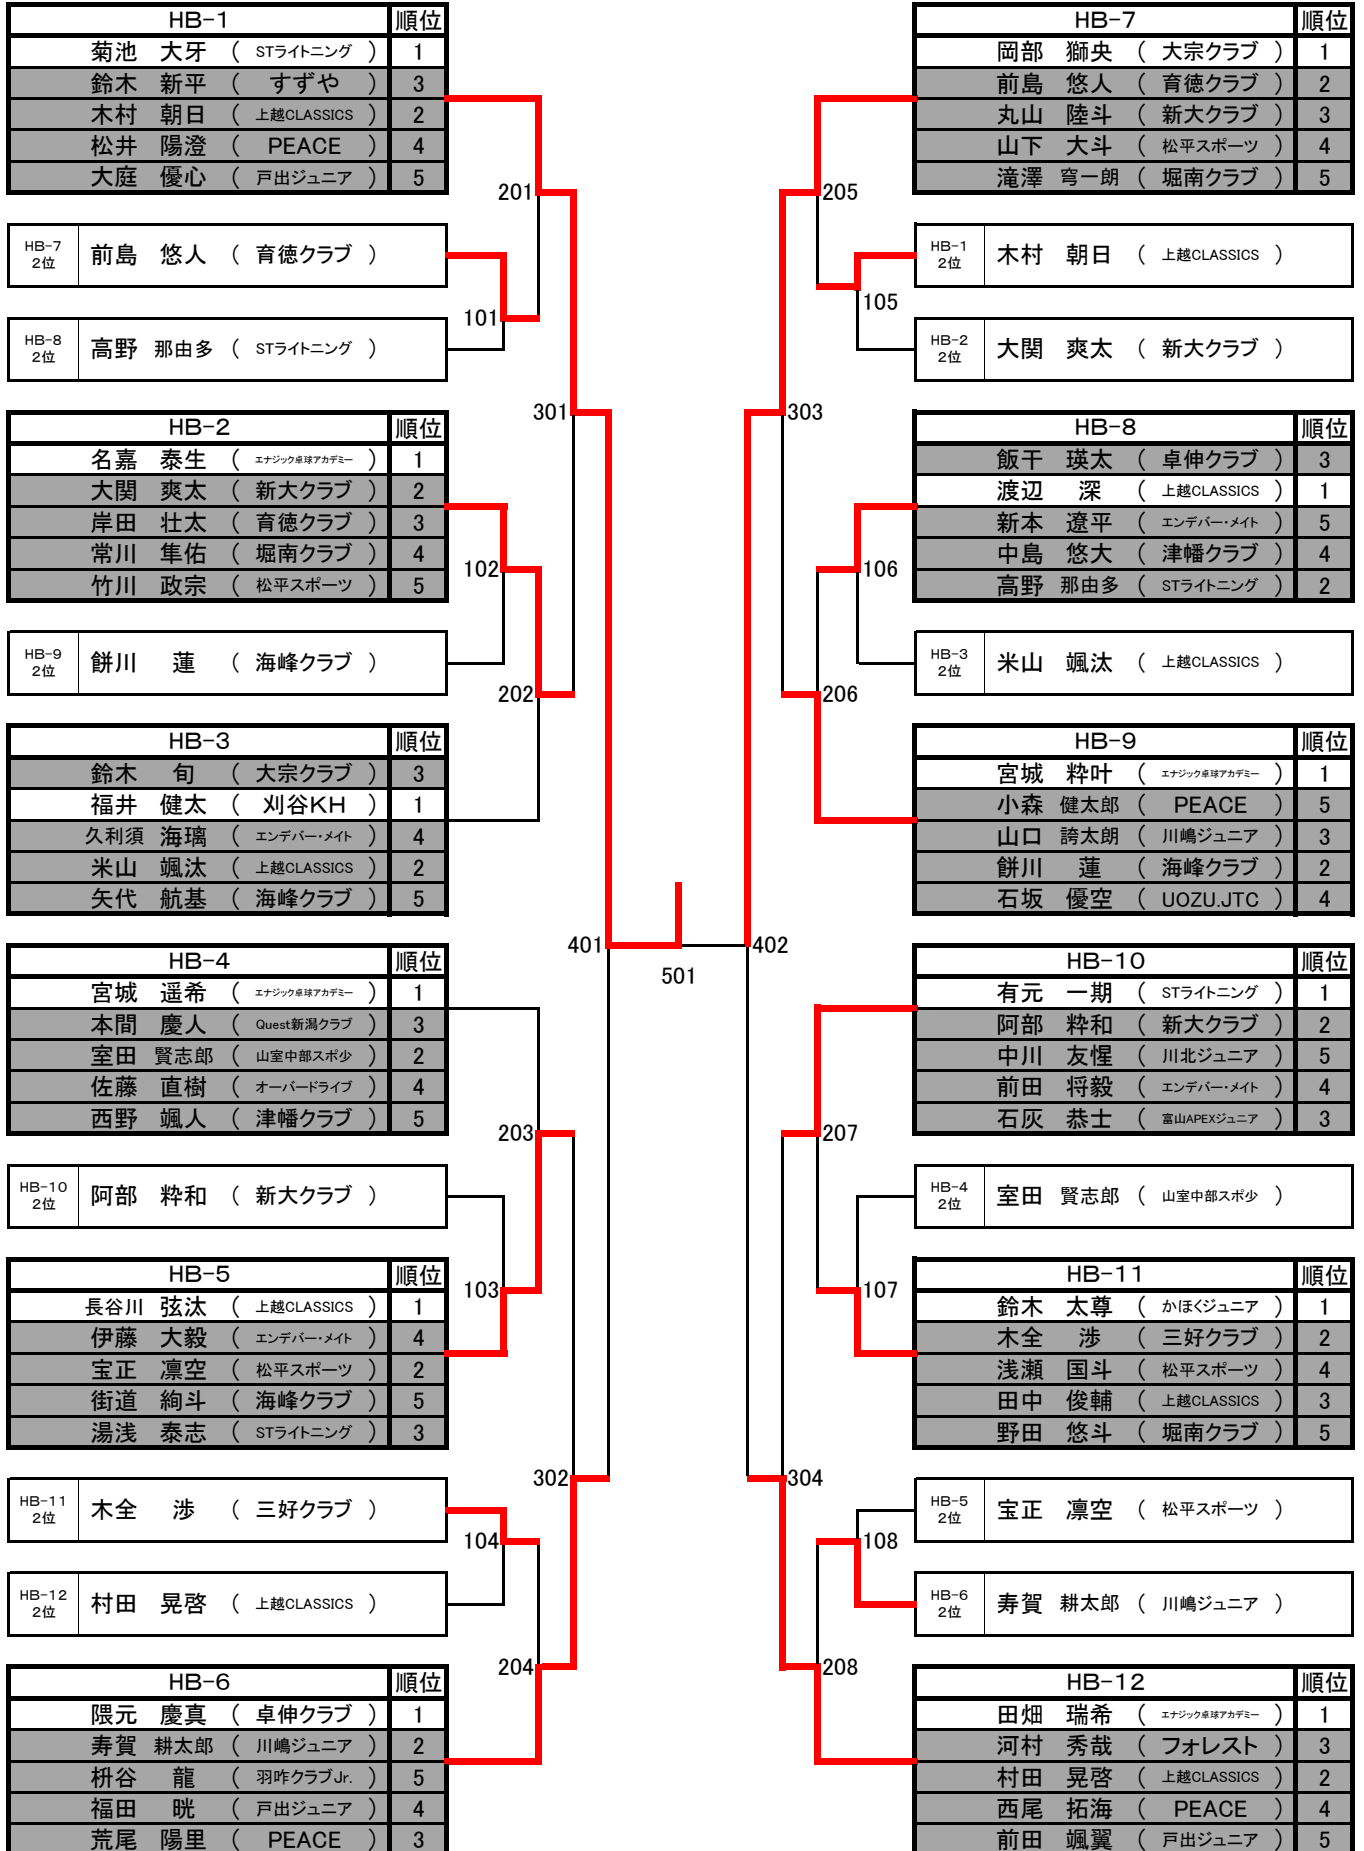 HB-1 順位
菊池 大牙 ( STライトニング ) 1
鈴木 新平 ( すずや ) 3
木村 朝日 ( 上越CLASSICS ) 2
松井 陽澄 ( PEACE ) 4
大庭 優心 ( 戸出ジュニア ) 5
201
HB-7 2位 前島 悠人 ( 育徳クラブ )
101
HB-8 2位 高野 那由多 ( STライトニング )
301
HB-2 順位
名嘉 泰生 ( エナジック卓球アカデミー ) 1
大関 爽太 ( 新大クラブ ) 2
岸田 壮太 ( 育徳クラブ ) 3
常川 隼佑 ( 堀南クラブ ) 4
竹川 政宗 ( 松平スポーツ ) 5
102
HB-9 2位 餅川 蓮 ( 海峰クラブ )
202
HB-3 順位
鈴木 旬 ( 大宗クラブ ) 3
福井 健太 ( 刈谷KH ) 1
久利須 海璃 ( エンデバー・メイト ) 4
米山 颯汰 ( 上越CLASSICS ) 2
矢代 航基 ( 海峰クラブ ) 5
401
HB-4 順位
宮城 遥希 ( エナジック卓球アカデミー ) 1
本間 慶人 ( Quest新潟クラブ ) 3
室田 賢志郎 ( 山室中部スポ少 ) 2
佐藤 直樹 ( オーバードライブ ) 4
西野 颯人 ( 津幡クラブ ) 5
203
HB-10 2位 阿部 粋和 ( 新大クラブ )
103
HB-5 順位
長谷川 弦汰 ( 上越CLASSICS ) 1
伊藤 大毅 ( エンデバー・メイト ) 4
宝正 凛空 ( 松平スポーツ ) 2
街道 絢斗 ( 海峰クラブ ) 5
湯浅 泰志 ( STライトニング ) 3
302
HB-11 2位 木全 渉 ( 三好クラブ )
104
HB-12 2位 村田 晃啓 ( 上越CLASSICS )
204
HB-6 順位
隈元 慶真 ( 卓伸クラブ ) 1
寿賀 耕太郎 ( 川嶋ジュニア ) 2
枡谷 龍 ( 羽咋クラブJr. ) 5
福田 晄 ( 戸出ジュニア ) 4
荒尾 陽里 ( PEACE ) 3
501
HB-7 順位
岡部 獅央 ( 大宗クラブ ) 1
前島 悠人 ( 育徳クラブ ) 2
丸山 陸斗 ( 新大クラブ ) 3
山下 大斗 ( 松平スポーツ ) 4
滝澤 穹一朗 ( 堀南クラブ ) 5
205
HB-1 2位 木村 朝日 ( 上越CLASSICS )
105
HB-2 2位 大関 爽太 ( 新大クラブ )
303
HB-8 順位
飯干 瑛太 ( 卓伸クラブ ) 3
渡辺 深 ( 上越CLASSICS ) 1
新本 遼平 ( エンデバー・メイト ) 5
中島 悠大 ( 津幡クラブ ) 4
高野 那由多 ( STライトニング ) 2
106
HB-3 2位 米山 颯汰 ( 上越CLASSICS )
206
HB-9 順位
宮城 粋叶 ( エナジック卓球アカデミー ) 1
小森 健太郎 ( PEACE ) 5
山口 誇太朗 ( 川嶋ジュニア ) 3
餅川 蓮 ( 海峰クラブ ) 2
石坂 優空 ( UOZU.JTC ) 4
402
HB-10 順位
有元 一期 ( STライトニング ) 1
阿部 粋和 ( 新大クラブ ) 2
中川 友惺 ( 川北ジュニア ) 5
前田 将毅 ( エンデバー・メイト ) 4
石灰 恭士 ( 富山APEXジュニア ) 3
207
HB-4 2位 室田 賢志郎 ( 山室中部スポ少 )
107
HB-11 順位
鈴木 太尊 ( かほくジュニア ) 1
木全 渉 ( 三好クラブ ) 2
浅瀬 国斗 ( 松平スポーツ ) 4
田中 俊輔 ( 上越CLASSICS ) 3
野田 悠斗 ( 堀南クラブ ) 5
304
HB-5 2位 宝正 凛空 ( 松平スポーツ )
108
HB-6 2位 寿賀 耕太郎 ( 川嶋ジュニア )
208
HB-12 順位
田畑 瑞希 ( エナジック卓球アカデミー ) 1
河村 秀哉 ( フォレスト ) 3
村田 晃啓 ( 上越CLASSICS ) 2
西尾 拓海 ( PEACE ) 4
前田 颯翼 ( 戸出ジュニア ) 5